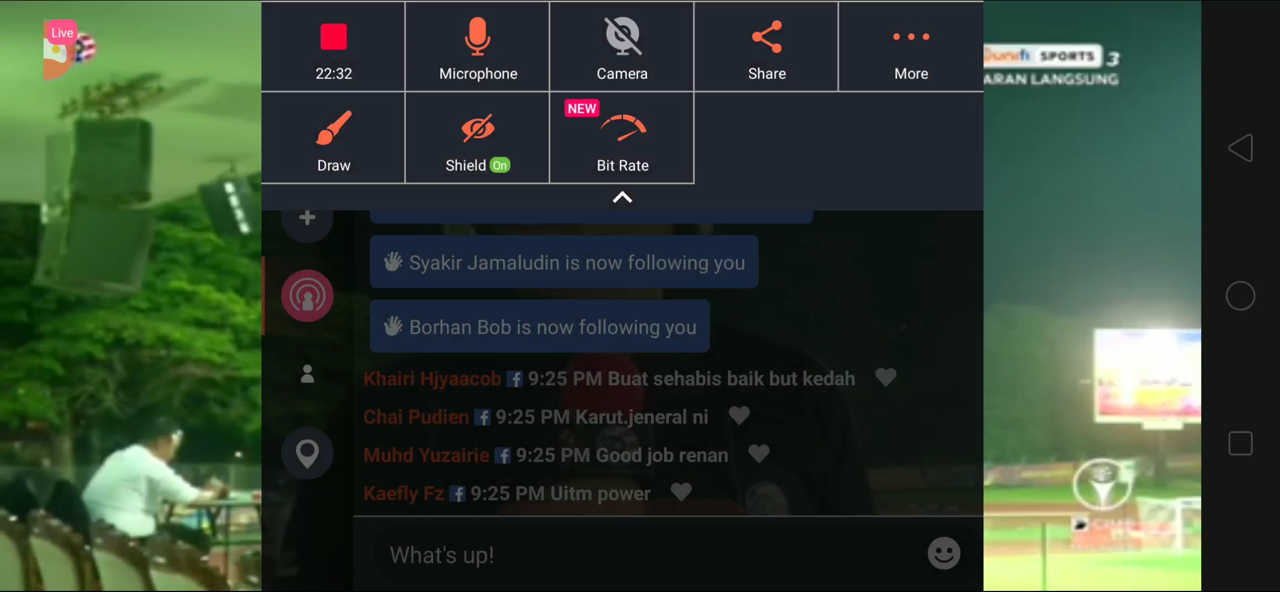 Live
22:32
Microphone
Camera
Share
More
Draw
Shield On
NEW
Bit Rate
unifi SPORTS 3
ARAN LANGSUNG
Syakir Jamaludin is now following you
Borhan Bob is now following you
Khairi Hjyaacob 9:25 PM Buat sehabis baik but kedah
Chai Pudien 9:25 PM Karut.jeneral ni
Muhd Yuzairie 9:25 PM Good job renan
Kaefly Fz 9:25 PM Uitm power
What's up!